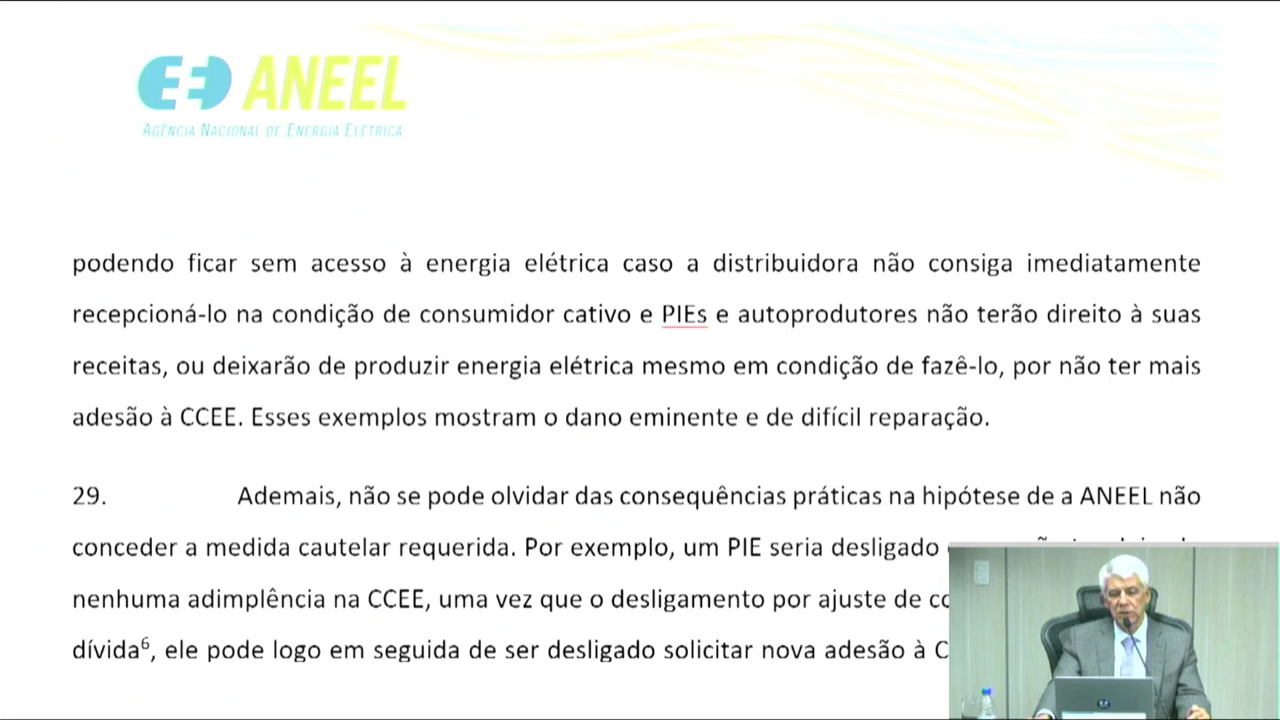 ANEEL
AGÊNCIA NACIONAL DE ENERGIA ELÉTRICA
podendo ficar sem acesso à energia elétrica caso a distribuidora não consiga imediatamente
recepcioná-lo na condição de consumidor cativo e PIEs e autoprodutores não terão direito à suas
receitas, ou deixarão de produzir energia elétrica mesmo em condição de fazê-lo, por não ter mais
adesão à CCEE. Esses exemplos mostram o dano eminente e de difícil reparação.
29. Ademais, não se pode olvidar das consequências práticas na hipótese de a ANEEL não
conceder a medida cautelar requerida. Por exemplo, um PIE seria desligado
nenhuma adimplência na CCEE, uma vez que o desligamento por ajuste de
dívida⁶, ele pode logo em seguida de ser desligado solicitar nova adesão à